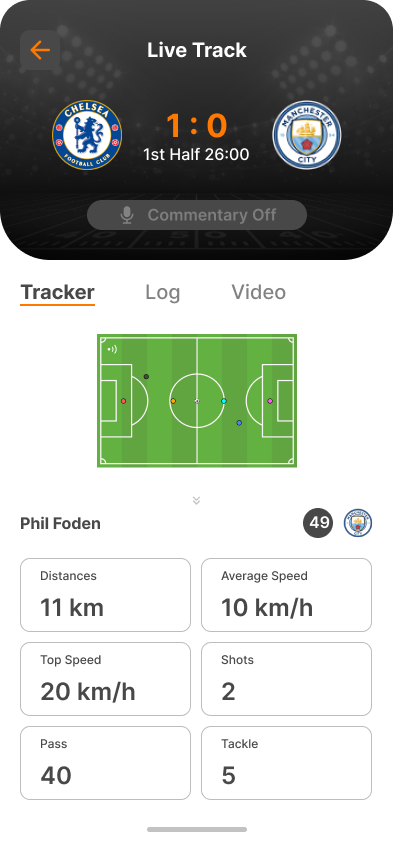 Live Track
CHELSEA
FOOTBALL CLUB
1 : 0
1st Half 26:00
MANCHESTER
CITY
Commentary Off
Tracker
Log
Video
Phil Foden
49
Distances
11 km
Average Speed
10 km/h
Top Speed
20 km/h
Shots
2
Pass
40
Tackle
5